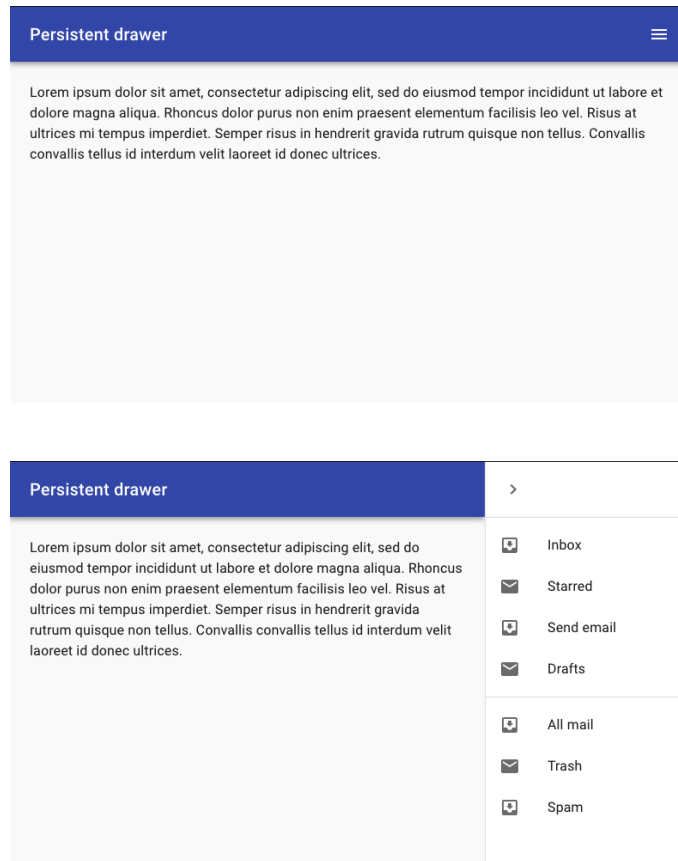 Persistent drawer
Lorem ipsum dolor sit amet, consectetur adipiscing elit, sed do eiusmod tempor incididunt ut labore et
dolore magna aliqua. Rhoncus dolor purus non enim praesent elementum facilisis leo vel. Risus at
ultrices mi tempus imperdiet. Semper risus in hendrerit gravida rutrum quisque non tellus. Convallis
convallis tellus id interdum velit laoreet id donec ultrices.
Persistent drawer
Lorem ipsum dolor sit amet, consectetur adipiscing elit, sed do
eiusmod tempor incididunt ut labore et dolore magna aliqua. Rhoncus
dolor purus non enim praesent elementum facilisis leo vel. Risus at
ultrices mi tempus imperdiet. Semper risus in hendrerit gravida
rutrum quisque non tellus. Convallis convallis tellus id interdum velit
laoreet id donec ultrices.
Inbox
Starred
Send email
Drafts
All mail
Trash
Spam